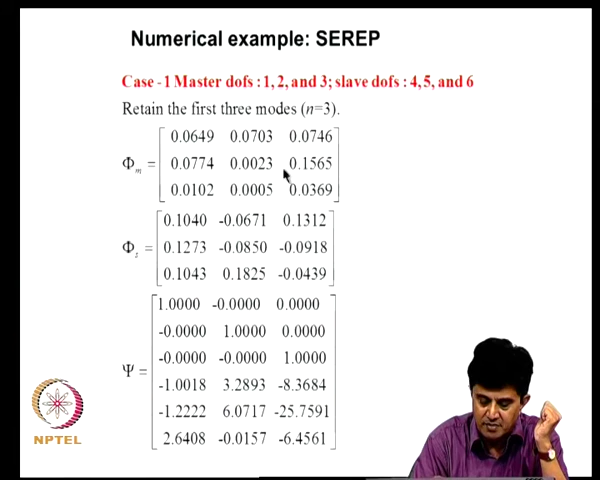 Numerical example: SEREP
Case - 1 Master dofs : 1, 2, and 3; slave dofs : 4, 5, and 6
Retain the first three modes (n=3).
0.0649 0.0703 0.0746
Φm = 0.0774 0.0023 0.1565
0.0102 0.0005 0.0369
0.1040 -0.0671 0.1312
Φs = 0.1273 -0.0850 -0.0918
0.1043 0.1825 -0.0439
1.0000 -0.0000 0.0000
-0.0000 1.0000 0.0000
-0.0000 -0.0000 1.0000
Ψ = -1.0018 3.2893 -8.3684
-1.2222 6.0717 -25.7591
2.6408 -0.0157 -6.4561
NPTEL